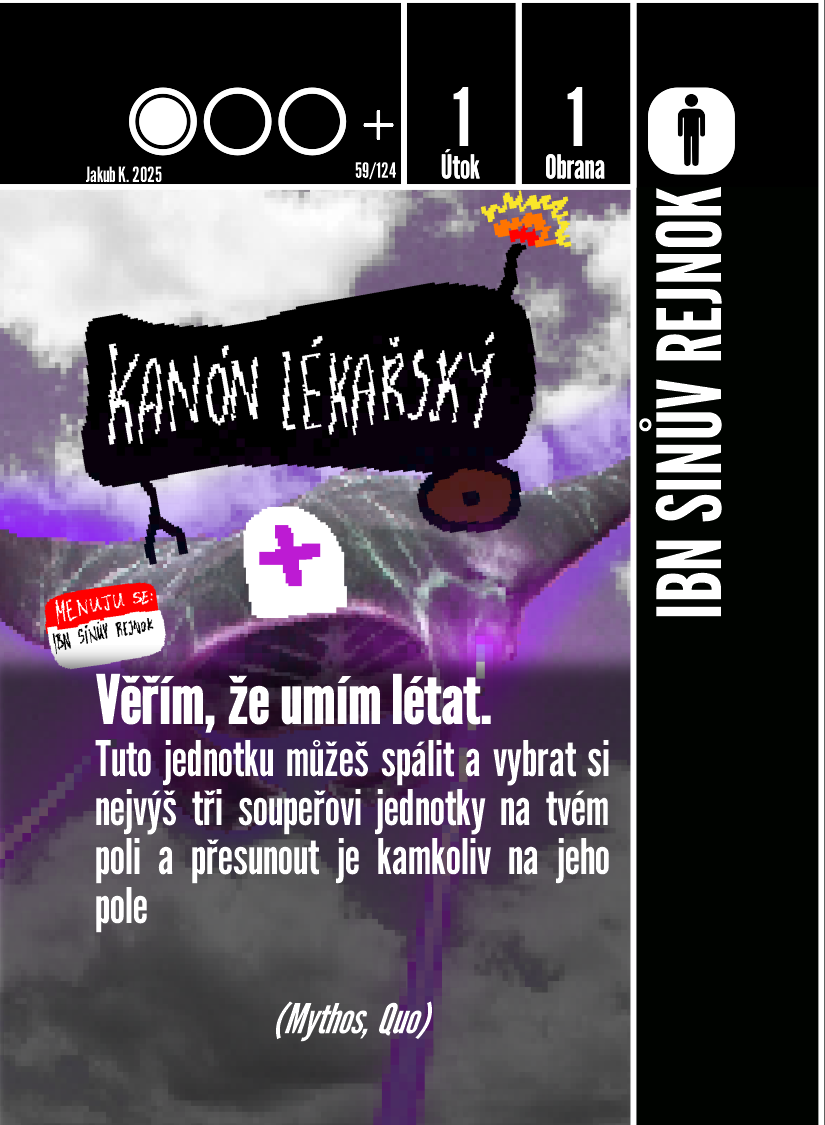 +
Jakub K. 2025
59/124
1
Útok
1
Obrana
IBN SINŮV REJNOK
KANÓN LÉKAŘSKÝ
MENUJU SE:
IBN SINŮV REJNOK
Věřím, že umím létat.
Tuto jednotku můžeš spálit a vybrat si
nejvýš tři soupeřovi jednotky na tvém
poli a přesunout je kamkoliv na jeho
pole
(Mythos, Quo)